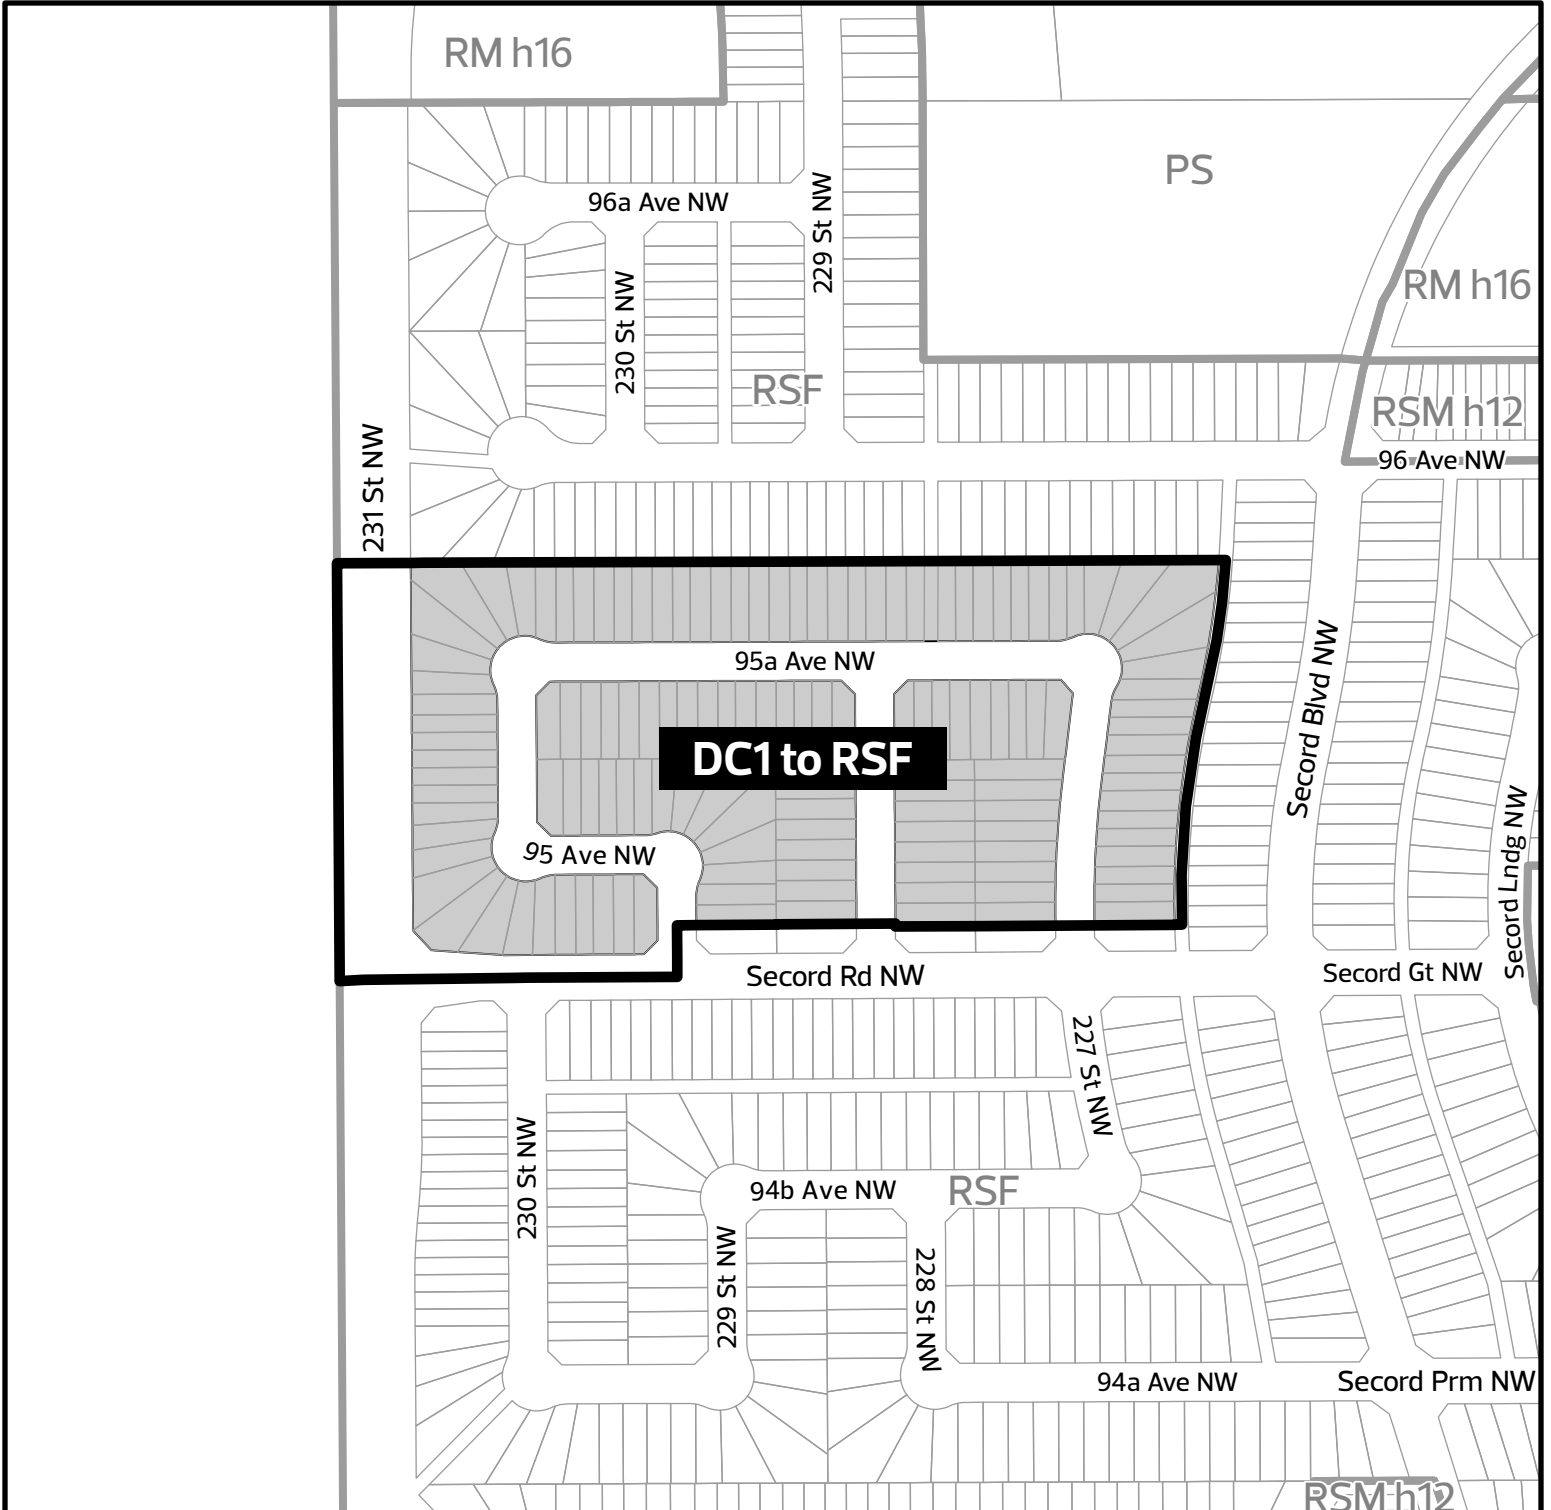 RM h16
PS
96a Ave NW
229 St NW
230 St NW
RM h16
RSF
RSM h12
231 St NW
96 Ave NW
95a Ave NW
Secord Blvd NW
DC1 to RSF
95 Ave NW
Secord Lndg NW
Secord Rd NW
Secord Gt NW
227 St NW
230 St NW
94b Ave NW
RSF
229 St NW
228 St NW
94a Ave NW
Secord Prm NW
RSM h12